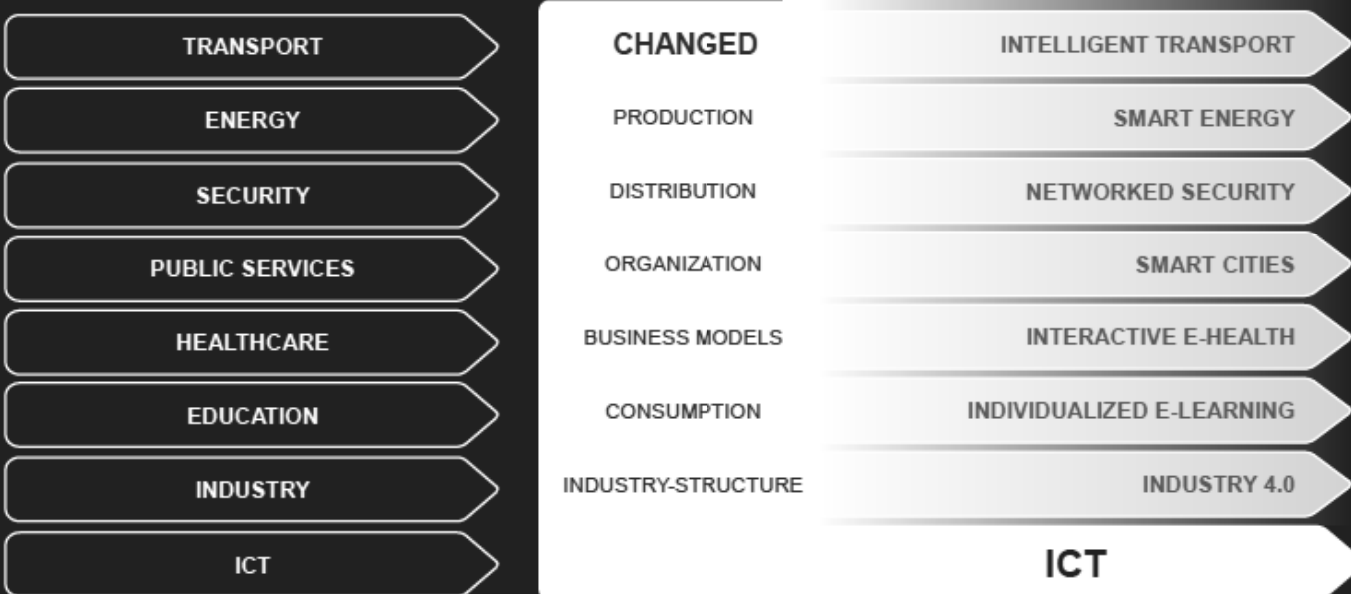 TRANSPORT
ENERGY
SECURITY
PUBLIC SERVICES
HEALTHCARE
EDUCATION
INDUSTRY
ICT
CHANGED
PRODUCTION
DISTRIBUTION
ORGANIZATION
BUSINESS MODELS
CONSUMPTION
INDUSTRY-STRUCTURE
INTELLIGENT TRANSPORT
SMART ENERGY
NETWORKED SECURITY
SMART CITIES
INTERACTIVE E-HEALTH
INDIVIDUALIZED E-LEARNING
INDUSTRY 4.0
ICT